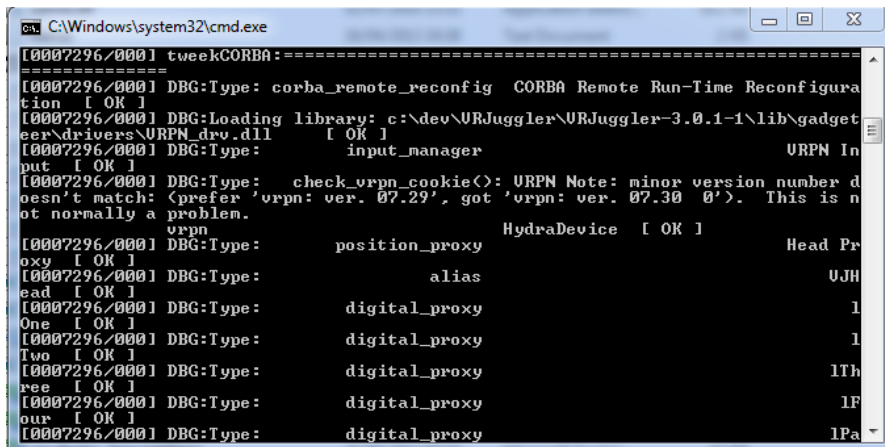 C:\Windows\system32\cmd.exe
[0007296/000] tweekCORBA:======================================================
===============
[0007296/000] DBG:Type: corba_remote_reconfig  CORBA Remote Run-Time Reconfigura
tion  [ OK ]
[0007296/000] DBG:Loading library: c:\dev\VRJuggler\VRJuggler-3.0.1-1\lib\gadget
eer\drivers\VRPN_drv.dll     [ OK ]
[0007296/000] DBG:Type:        input_manager                            VRPN In
put  [ OK ]
[0007296/000] DBG:Type:   check_vrpn_cookie(): VRPN Note: minor version number d
oesn't match: (prefer 'vrpn: ver. 07.29', got 'vrpn: ver. 07.30  0').  This is n
ot normally a problem.
vrpn                             HydraDevice  [ OK ]
[0007296/000] DBG:Type:       position_proxy                            Head Pr
oxy  [ OK ]
[0007296/000] DBG:Type:                alias                                VJH
ead  [ OK ]
[0007296/000] DBG:Type:        digital_proxy                                  l
One  [ OK ]
[0007296/000] DBG:Type:        digital_proxy                                  l
Two  [ OK ]
[0007296/000] DBG:Type:        digital_proxy                                lTh
ree  [ OK ]
[0007296/000] DBG:Type:        digital_proxy                                 lF
our  [ OK ]
[0007296/000] DBG:Type:        digital_proxy                                lPa